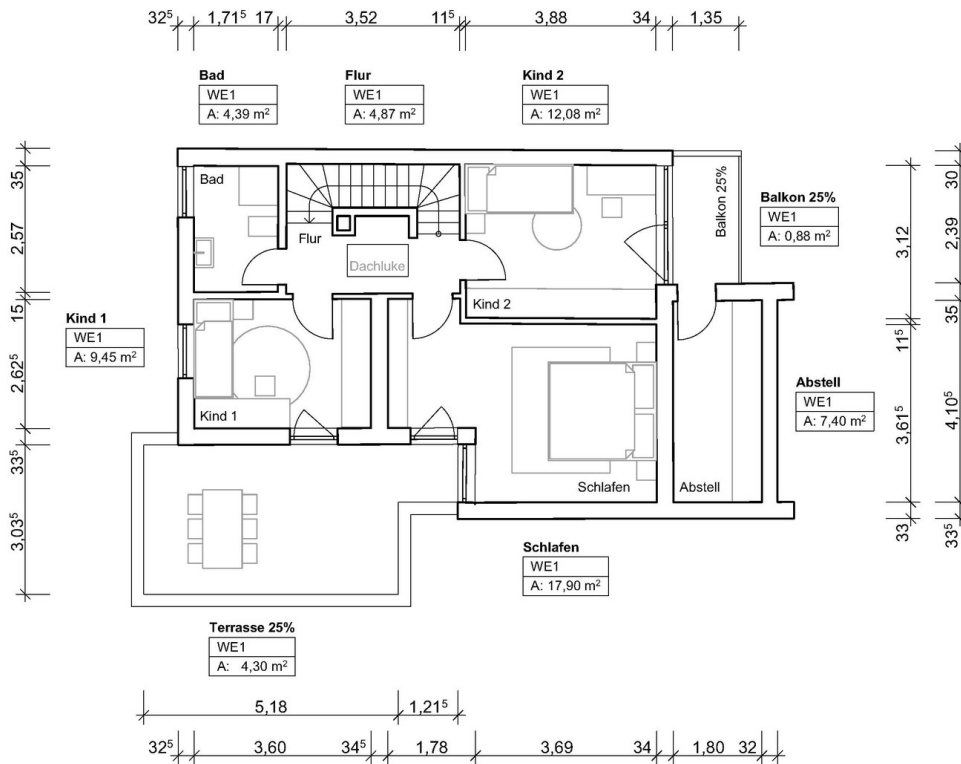 32⁵ 1,71⁵ 17 3,52 11⁵ 3,88 34 1,35
Bad
WE1
A: 4,39 m²
Flur
WE1
A: 4,87 m²
Kind 2
WE1
A: 12,08 m²
35
2,57
15
2,62⁵
33⁵
3,03⁵
Kind 1
WE1
A: 9,45 m²
Bad
Flur
Dachluke
Kind 2
Balkon 25%
Kind 1
Schlafen
Abstell
Balkon 25%
WE1
A: 0,88 m²
3,12
11⁵
3,61⁵
33
30
2,39
35
4,10⁵
33⁵
Abstell
WE1
A: 7,40 m²
Schlafen
WE1
A: 17,90 m²
Terrasse 25%
WE1
A: 4,30 m²
5,18 1,21⁵
32⁵ 3,60 34⁵ 1,78 3,69 34 1,80 32